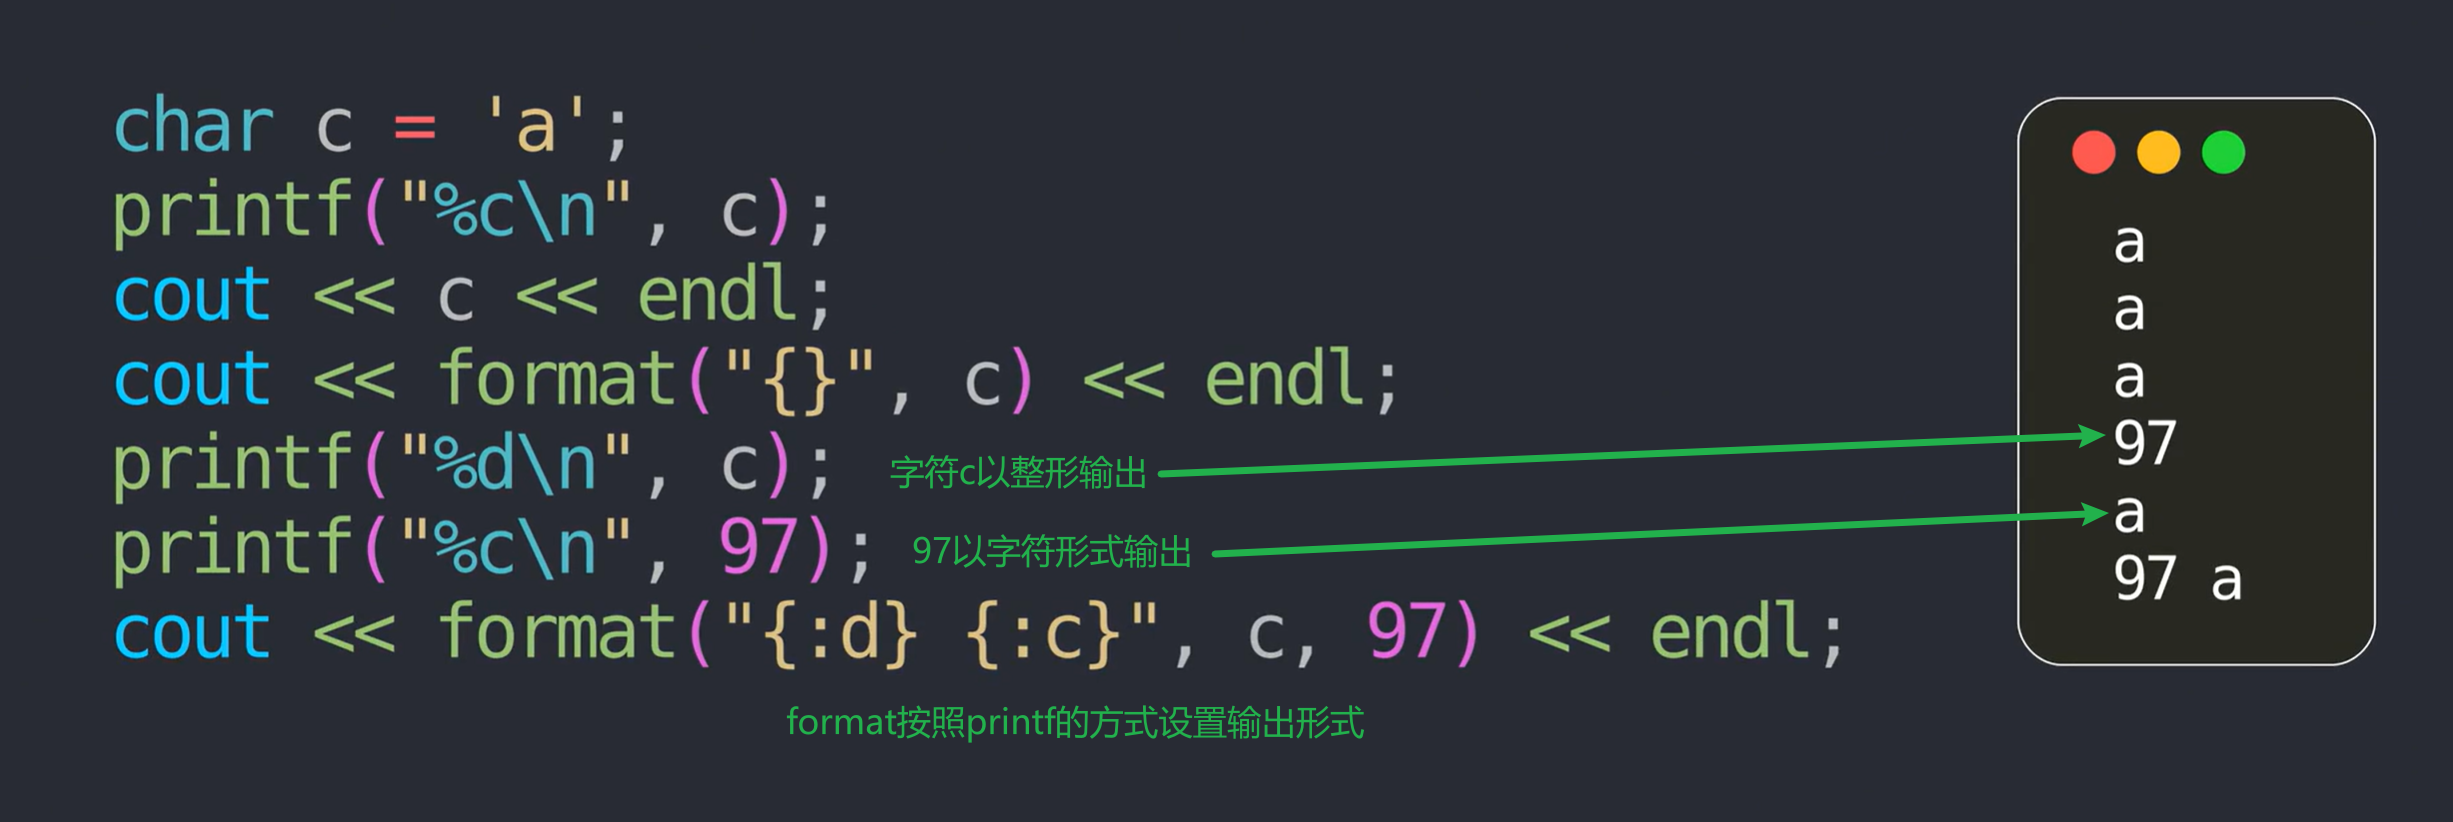 char c = 'a';
printf("%c\n", c);
cout << c << endl;
cout << format("{}", c) << endl;
printf("%d\n", c); 字符c以整形输出
printf("%c\n", 97); 97以字符形式输出
cout << format("{:d} {:c}", c, 97) << endl;
format按照printf的方式设置输出形式
a
a
a
97
a
97 a